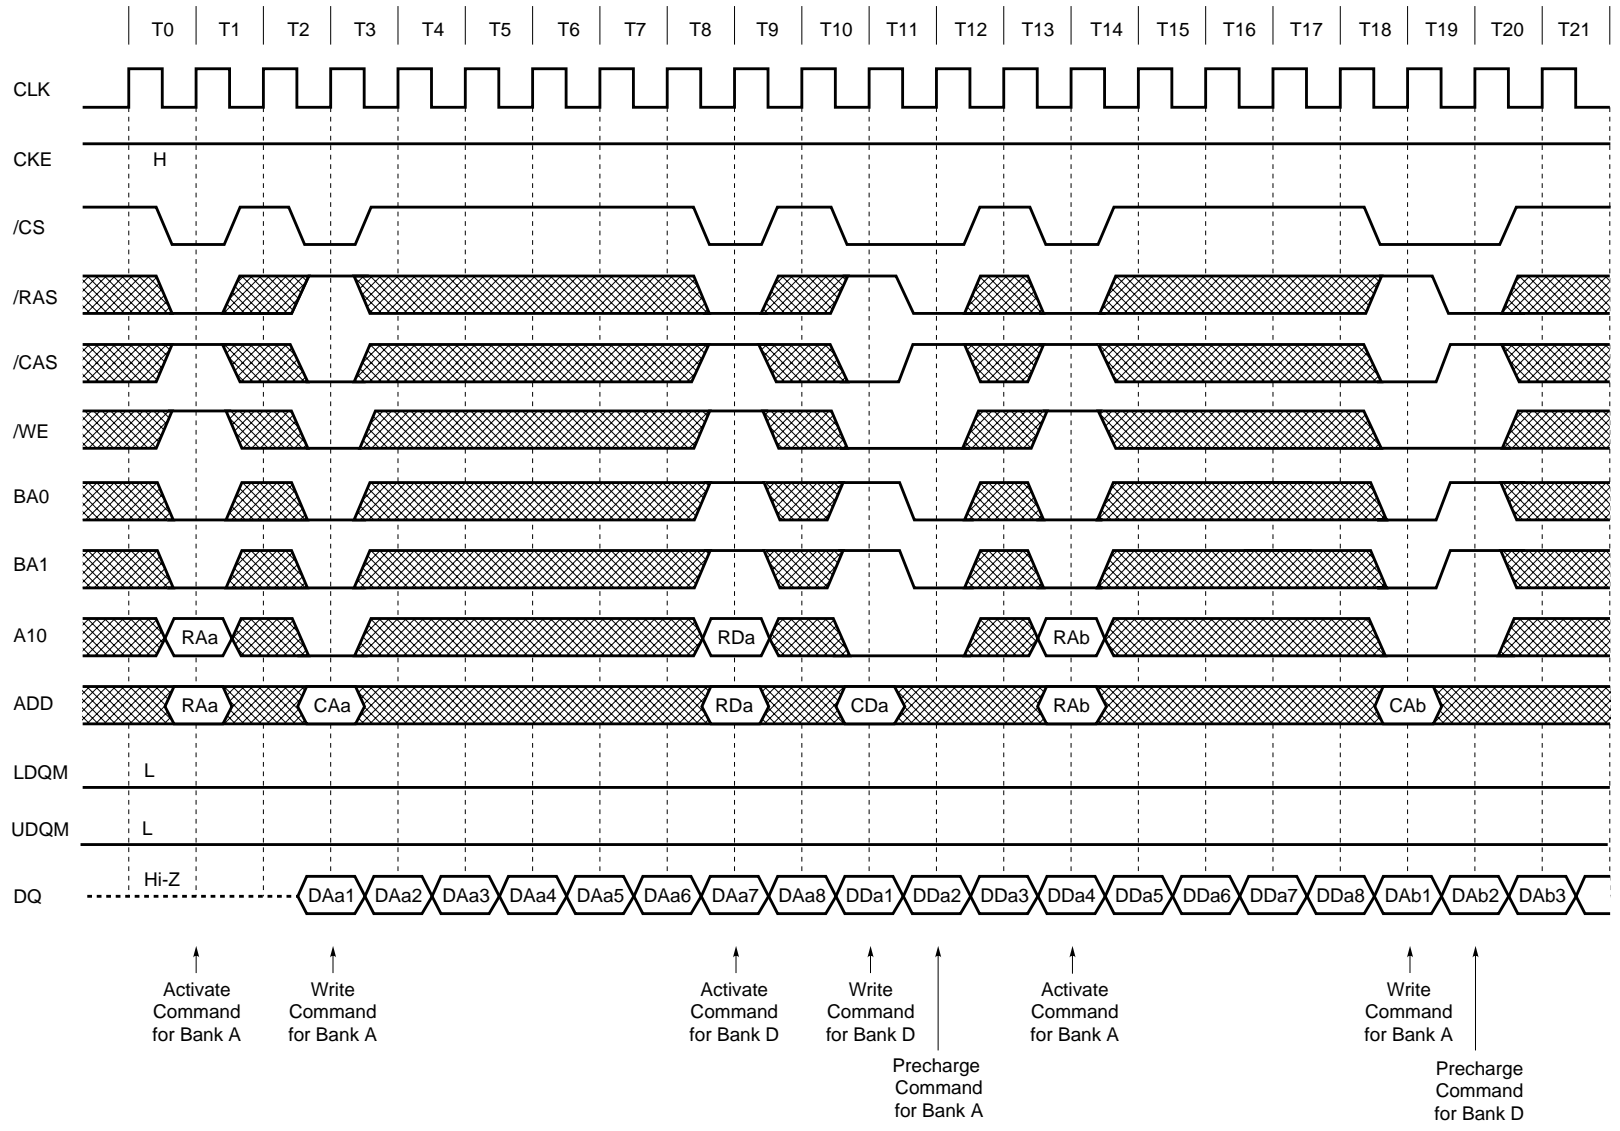 T0 T1 T2 T3 T4 T5 T6 T7 T8 T9 T10 T11 T12 T13 T14 T15 T16 T17 T18 T19 T20 T21
CLK
CKE H
/CS
/RAS
/CAS
/WE
BA0
BA1
A10 RAa RDa RAb
ADD RAa CAa RDa CDa RAb CAb
LDQM L
UDQM L
DQ Hi-Z DAa1 DAa2 DAa3 DAa4 DAa5 DAa6 DAa7 DAa8 DDa1 DDa2 DDa3 DDa4 DDa5 DDa6 DDa7 DDa8 DAb1 DAb2 DAb3
Activate
Command
for Bank A
Write
Command
for Bank A
Activate
Command
for Bank D
Write
Command
for Bank D
Precharge
Command
for Bank A
Activate
Command
for Bank A
Write
Command
for Bank A
Precharge
Command
for Bank D